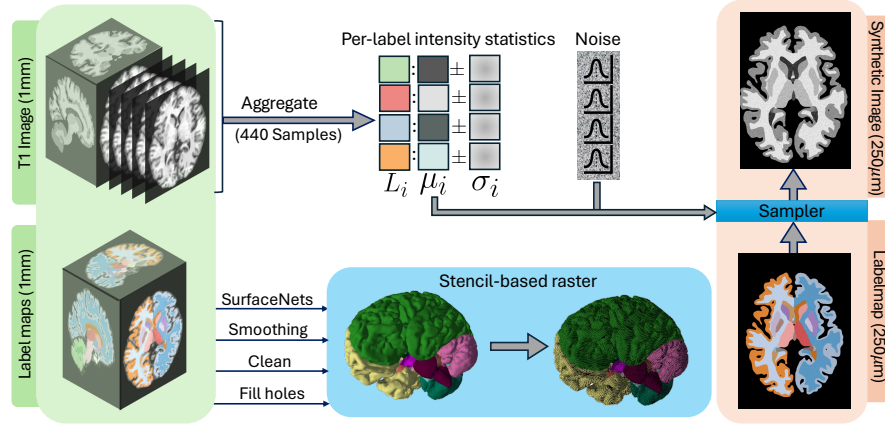 T1 Image (1mm)
Label maps (1mm)
Aggregate
(440 Samples)
Per-label intensity statistics
: ±
: ±
: ±
: ±
L_i μ_i σ_i
Noise
SurfaceNets
Smoothing
Clean
Fill holes
Stencil-based raster
Sampler
Synthetic Image (250μm)
Labelmap (250μm)